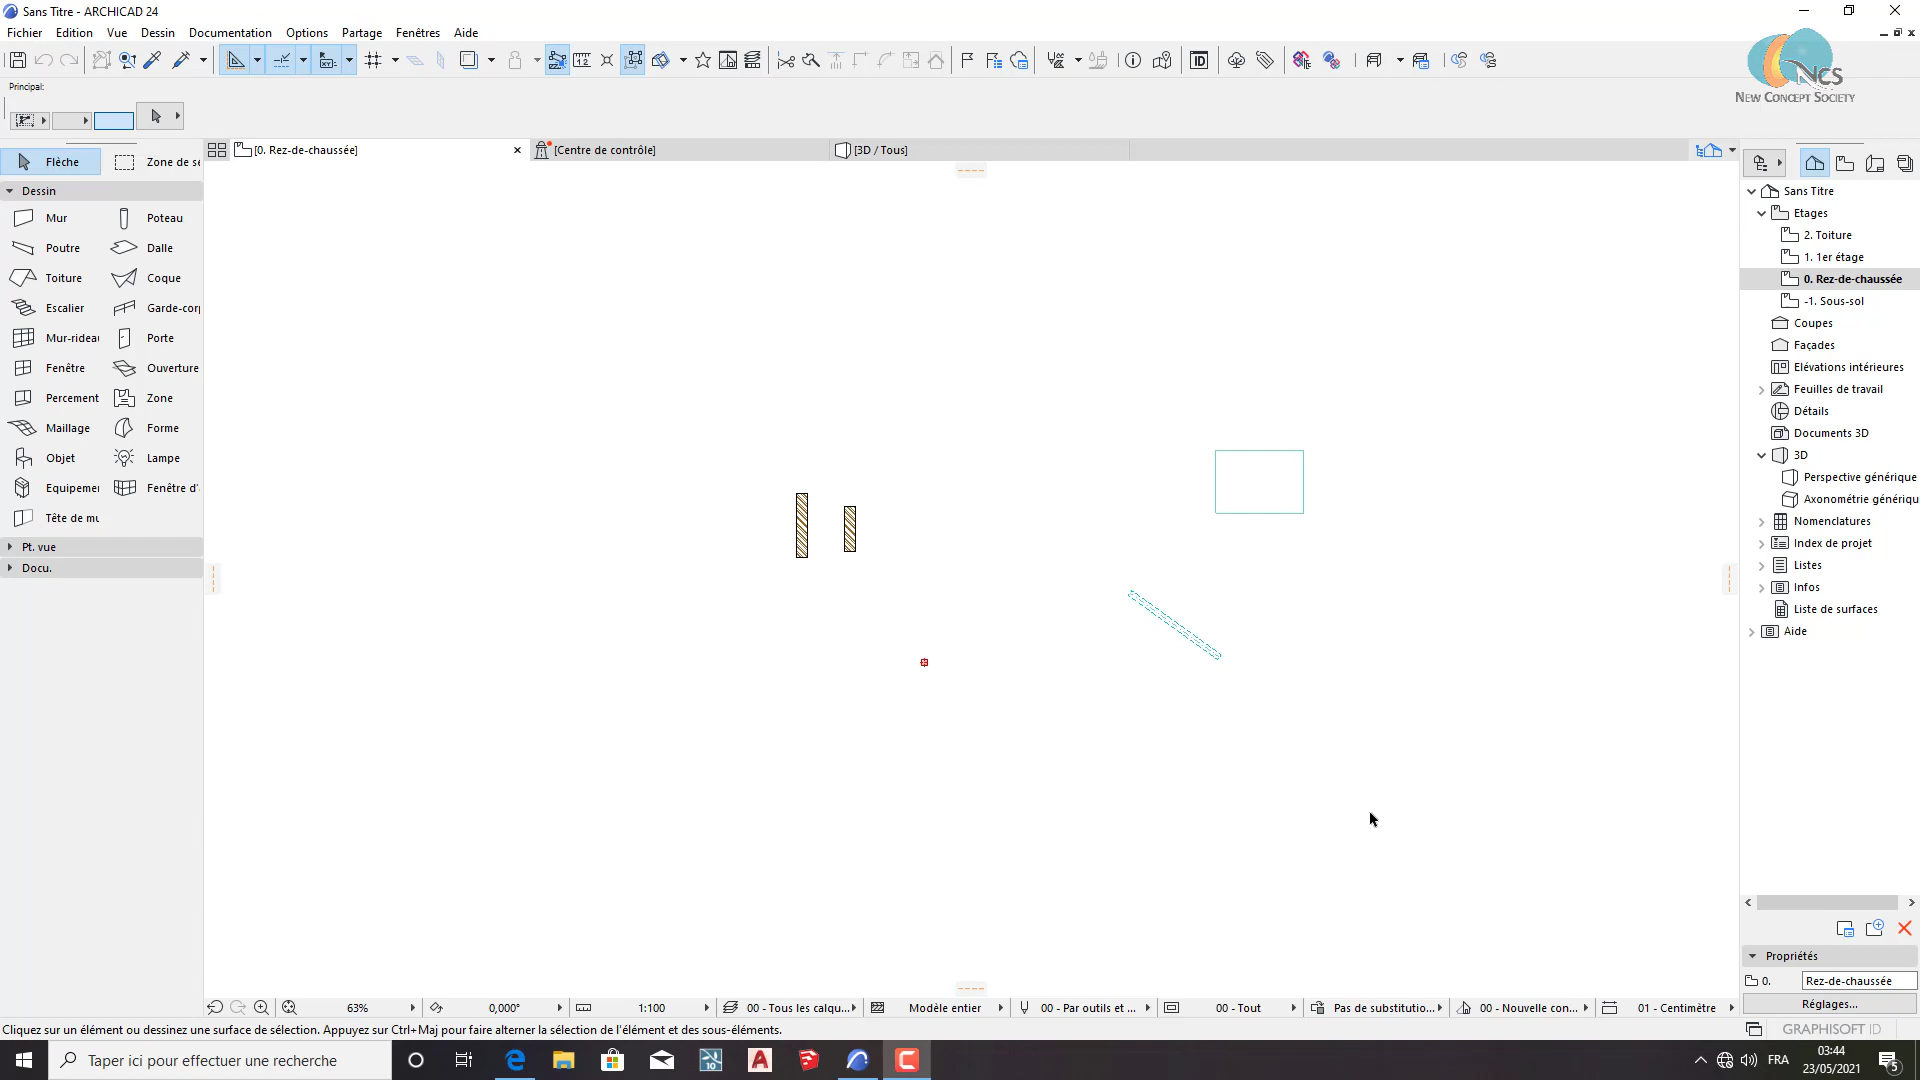 Sans Titre - ARCHICAD 24
Fichier Edition Vue Dessin Documentation Options Partage Fenêtres Aide
NCS
NEW CONCEPT SOCIETY
Principal:
Flèche Zone de sé
Dessin
Mur Poteau
Poutre Dalle
Toiture Coque
Escalier Garde-corp
Mur-rideau Porte
Fenêtre Ouverture
Percement Zone
Maillage Forme
Objet Lampe
Equipemen Fenêtre d'
Tête de mu
Pt. vue
Docu.
[0. Rez-de-chaussée] [Centre de contrôle] [3D / Tous]
Sans Titre
Etages
2. Toiture
1. 1er étage
0. Rez-de-chaussée
-1. Sous-sol
Coupes
Façades
Elévations intérieures
Feuilles de travail
Détails
Documents 3D
3D
Perspective générique
Axonométrie génériqu
Nomenclatures
Index de projet
Listes
Infos
Liste de surfaces
Aide
Propriétés
0. Rez-de-chaussée
Réglages...
63% 0,000° 1:100 00 - Tous les calqu... Modèle entier 00 - Par outils et ... 00 - Tout Pas de substitutio... 00 - Nouvelle con... 01 - Centimètre
Cliquez sur un élément ou dessinez une surface de sélection. Appuyez sur Ctrl+Maj pour faire alterner la sélection de l'élément et des sous-éléments.
GRAPHISOFT ID
Taper ici pour effectuer une recherche
FRA
03:44
23/05/2021
5